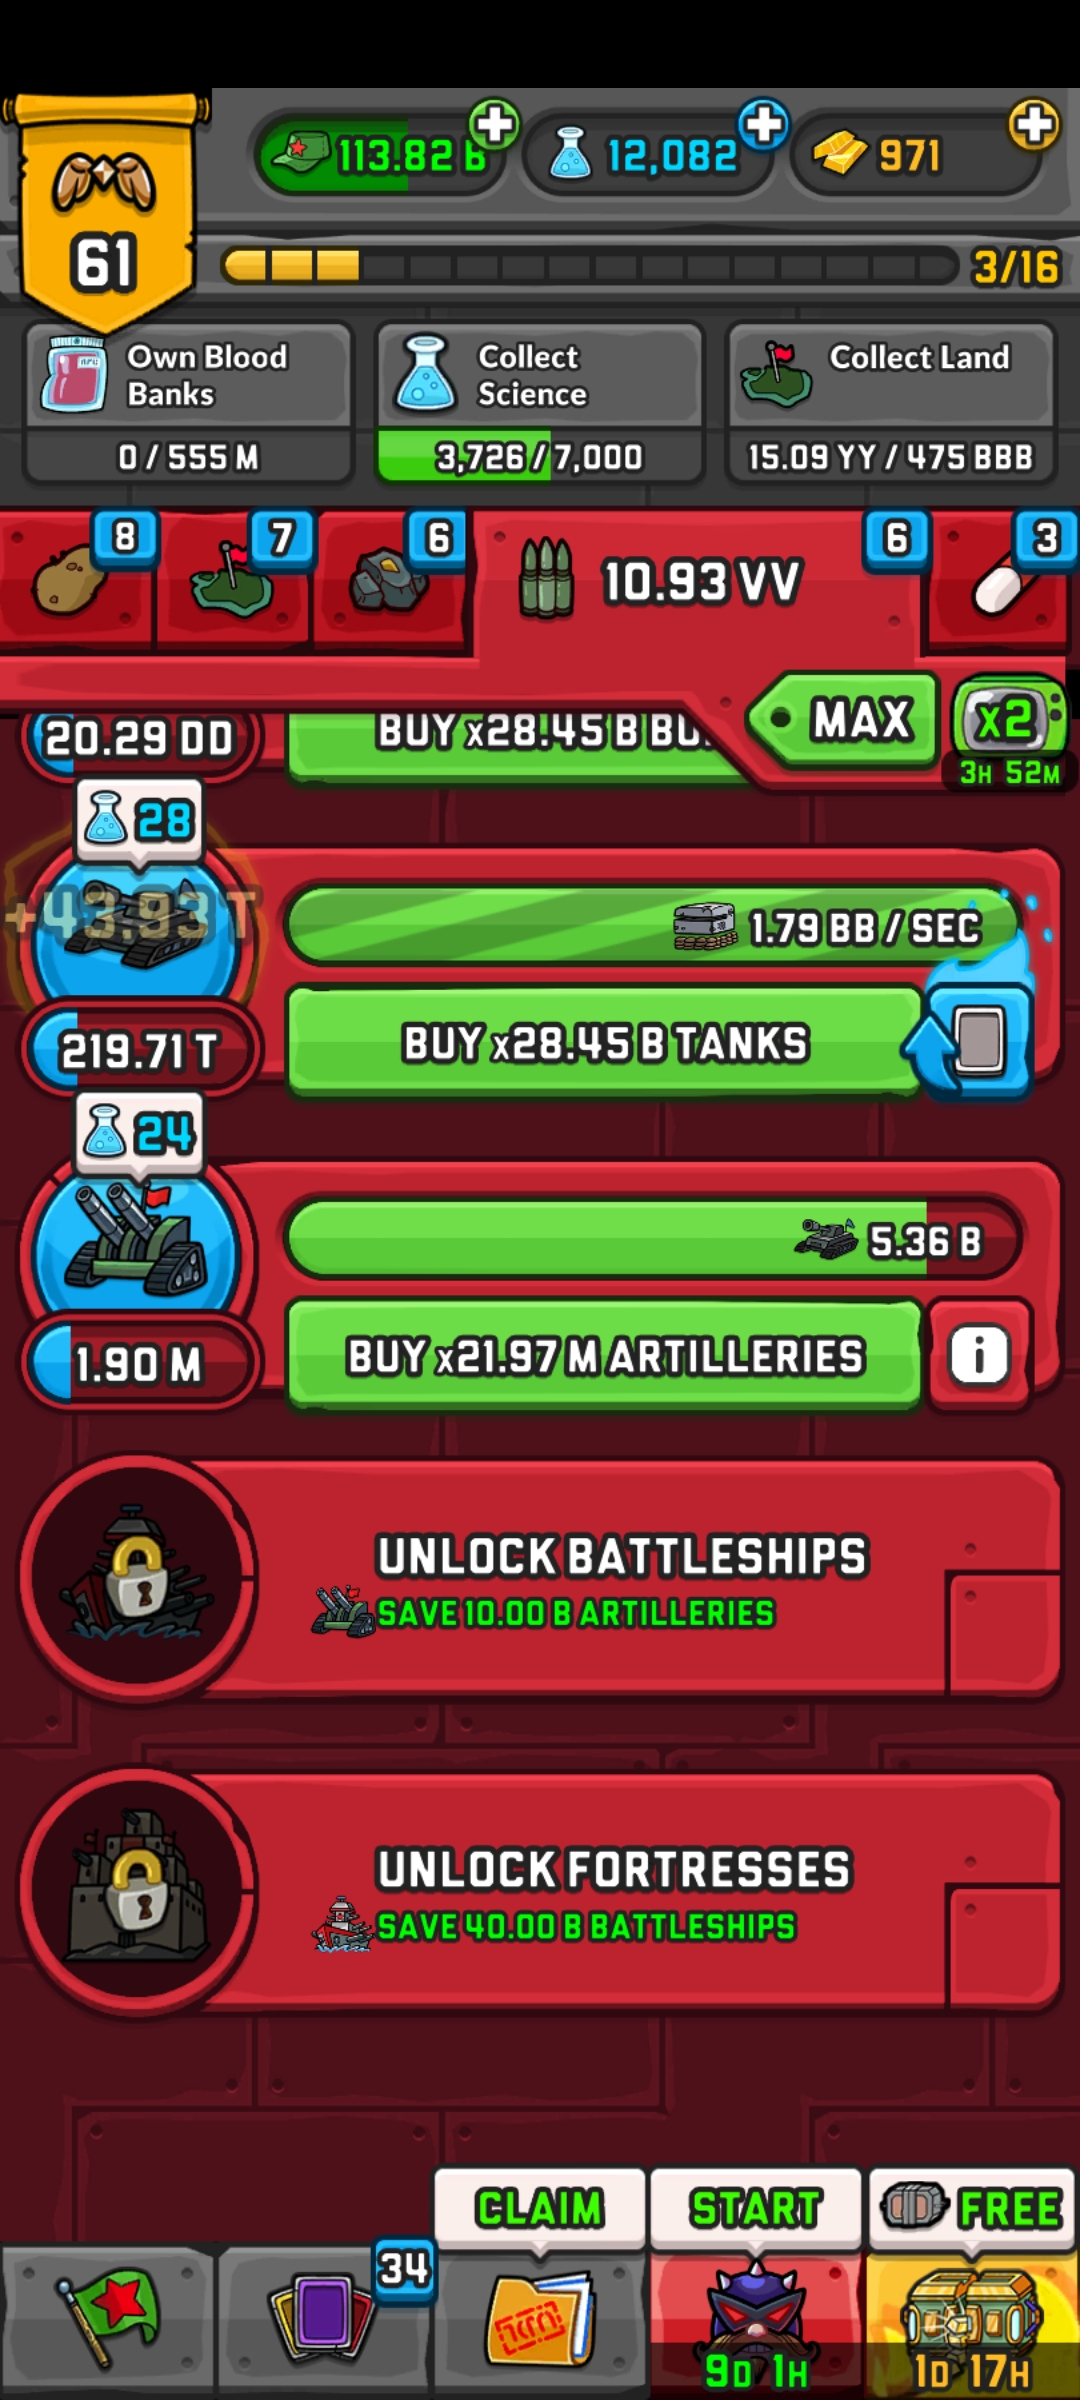 113.82 B
12,082
971
61
3/16
Own Blood
Banks
0 / 555 M
Collect
Science
3,726 / 7,000
Collect Land
15.09 YY / 475 BBB
8
7
6
10.93 VV
6
3
MAX
x2
3H 52M
20.29 DD
BUY x28.45 B BU
28
+43.93 T
1.79 BB / SEC
219.71 T
BUY x28.45 B TANKS
24
5.36 B
1.90 M
BUY x21.97 M ARTILLERIES
i
UNLOCK BATTLESHIPS
SAVE 10.00 B ARTILLERIES
UNLOCK FORTRESSES
SAVE 40.00 B BATTLESHIPS
CLAIM
START
FREE
34
9D 1H
1D 17H